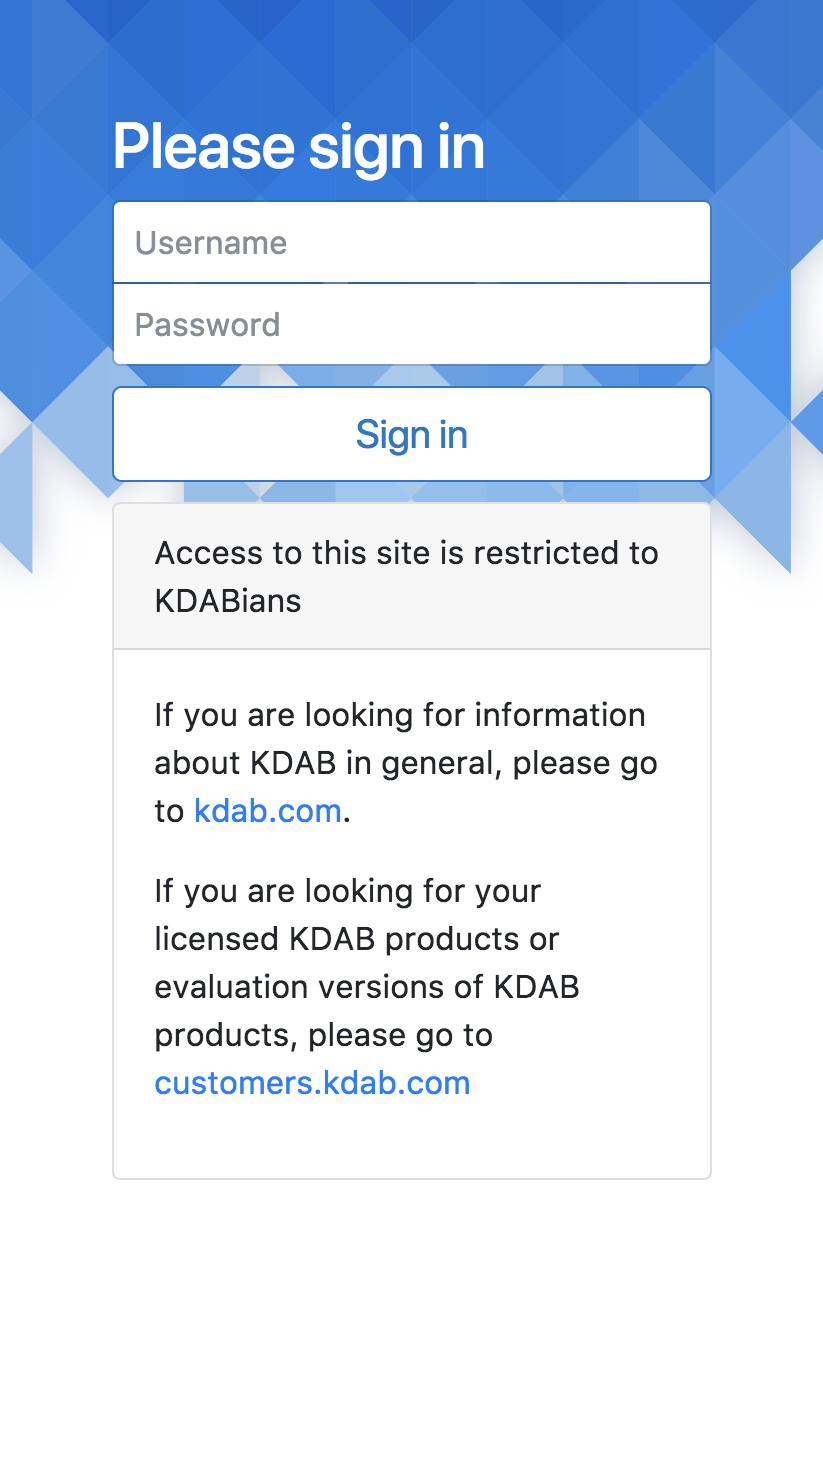 Please sign in
Username
Password
Sign in
Access to this site is restricted to
KDABians
If you are looking for information
about KDAB in general, please go
to kdab.com.
If you are looking for your
licensed KDAB products or
evaluation versions of KDAB
products, please go to
customers.kdab.com